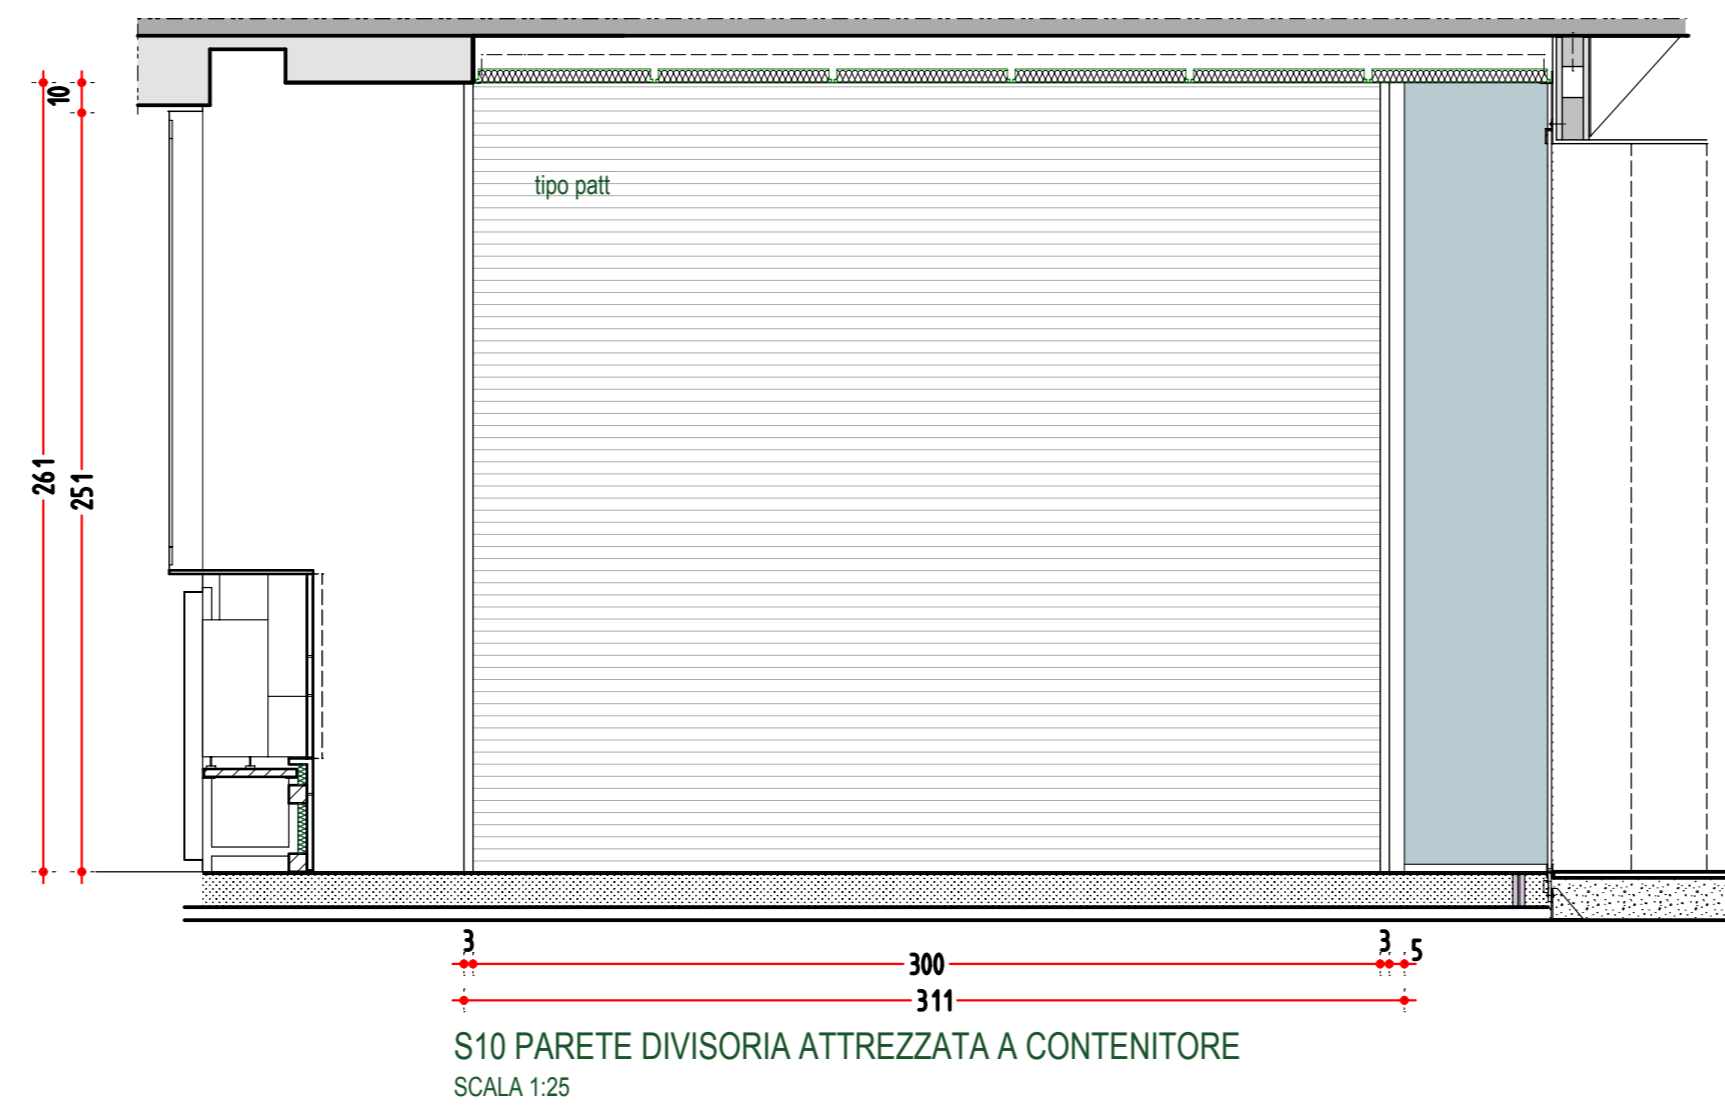 10
261
251
tipo patt
3
300
3
5
311
S10 PARETE DIVISORIA ATTREZZATA A CONTENITORE
SCALA 1:25